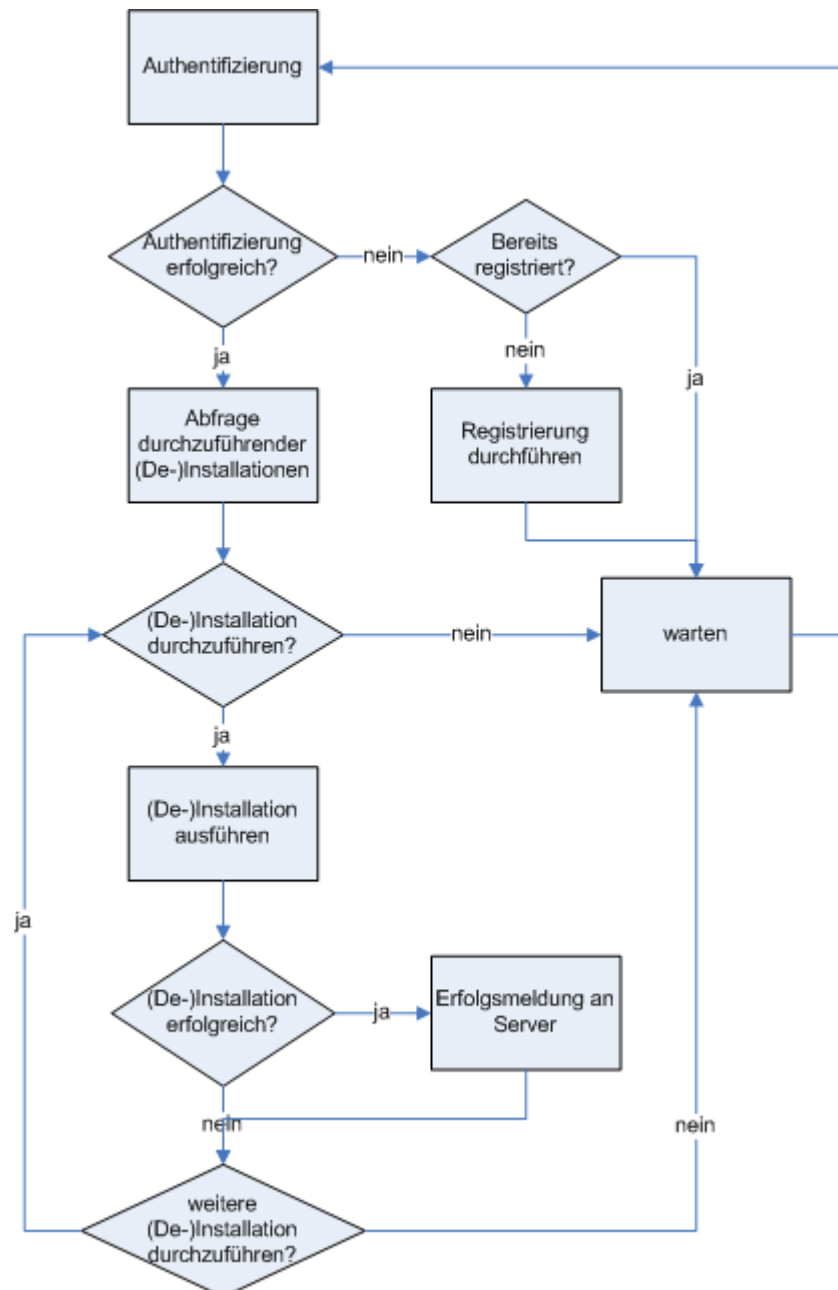 Authentifizierung
Authentifizierung
erfolgreich?
nein
Bereits
registriert?
ja
nein
ja
Abfrage
durchzuführender
(De-)Installationen
Registrierung
durchführen
(De-)Installation
durchzuführen?
nein
warten
ja
(De-)Installation
ausführen
ja
(De-)Installation
erfolgreich?
ja
Erfolgsmeldung an
Server
nein
nein
weitere
(De-)Installation
durchzuführen?